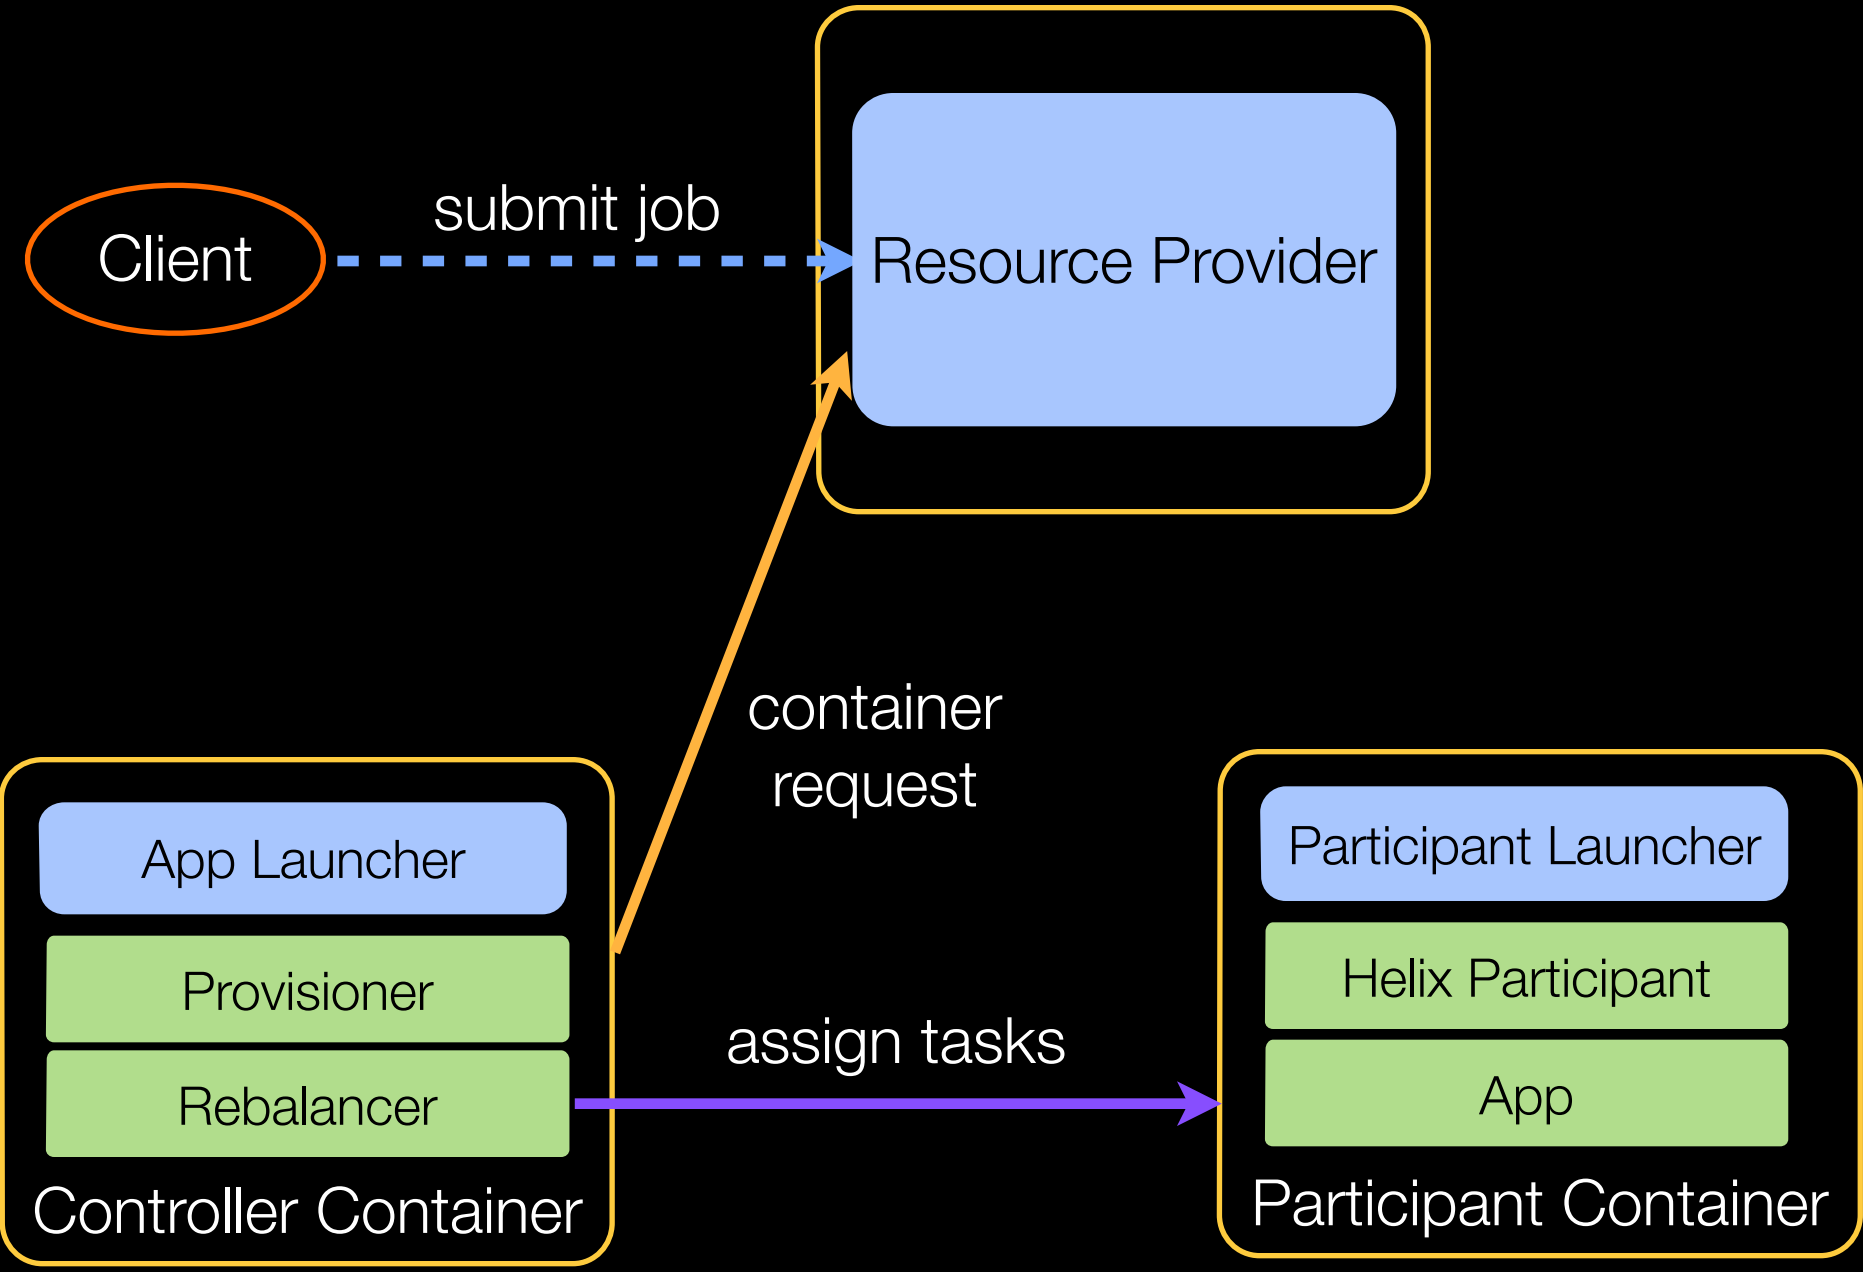 submit job
Client
Resource Provider
container
request
App Launcher
Provisioner
Rebalancer
Controller Container
assign tasks
Participant Launcher
Helix Participant
App
Participant Container